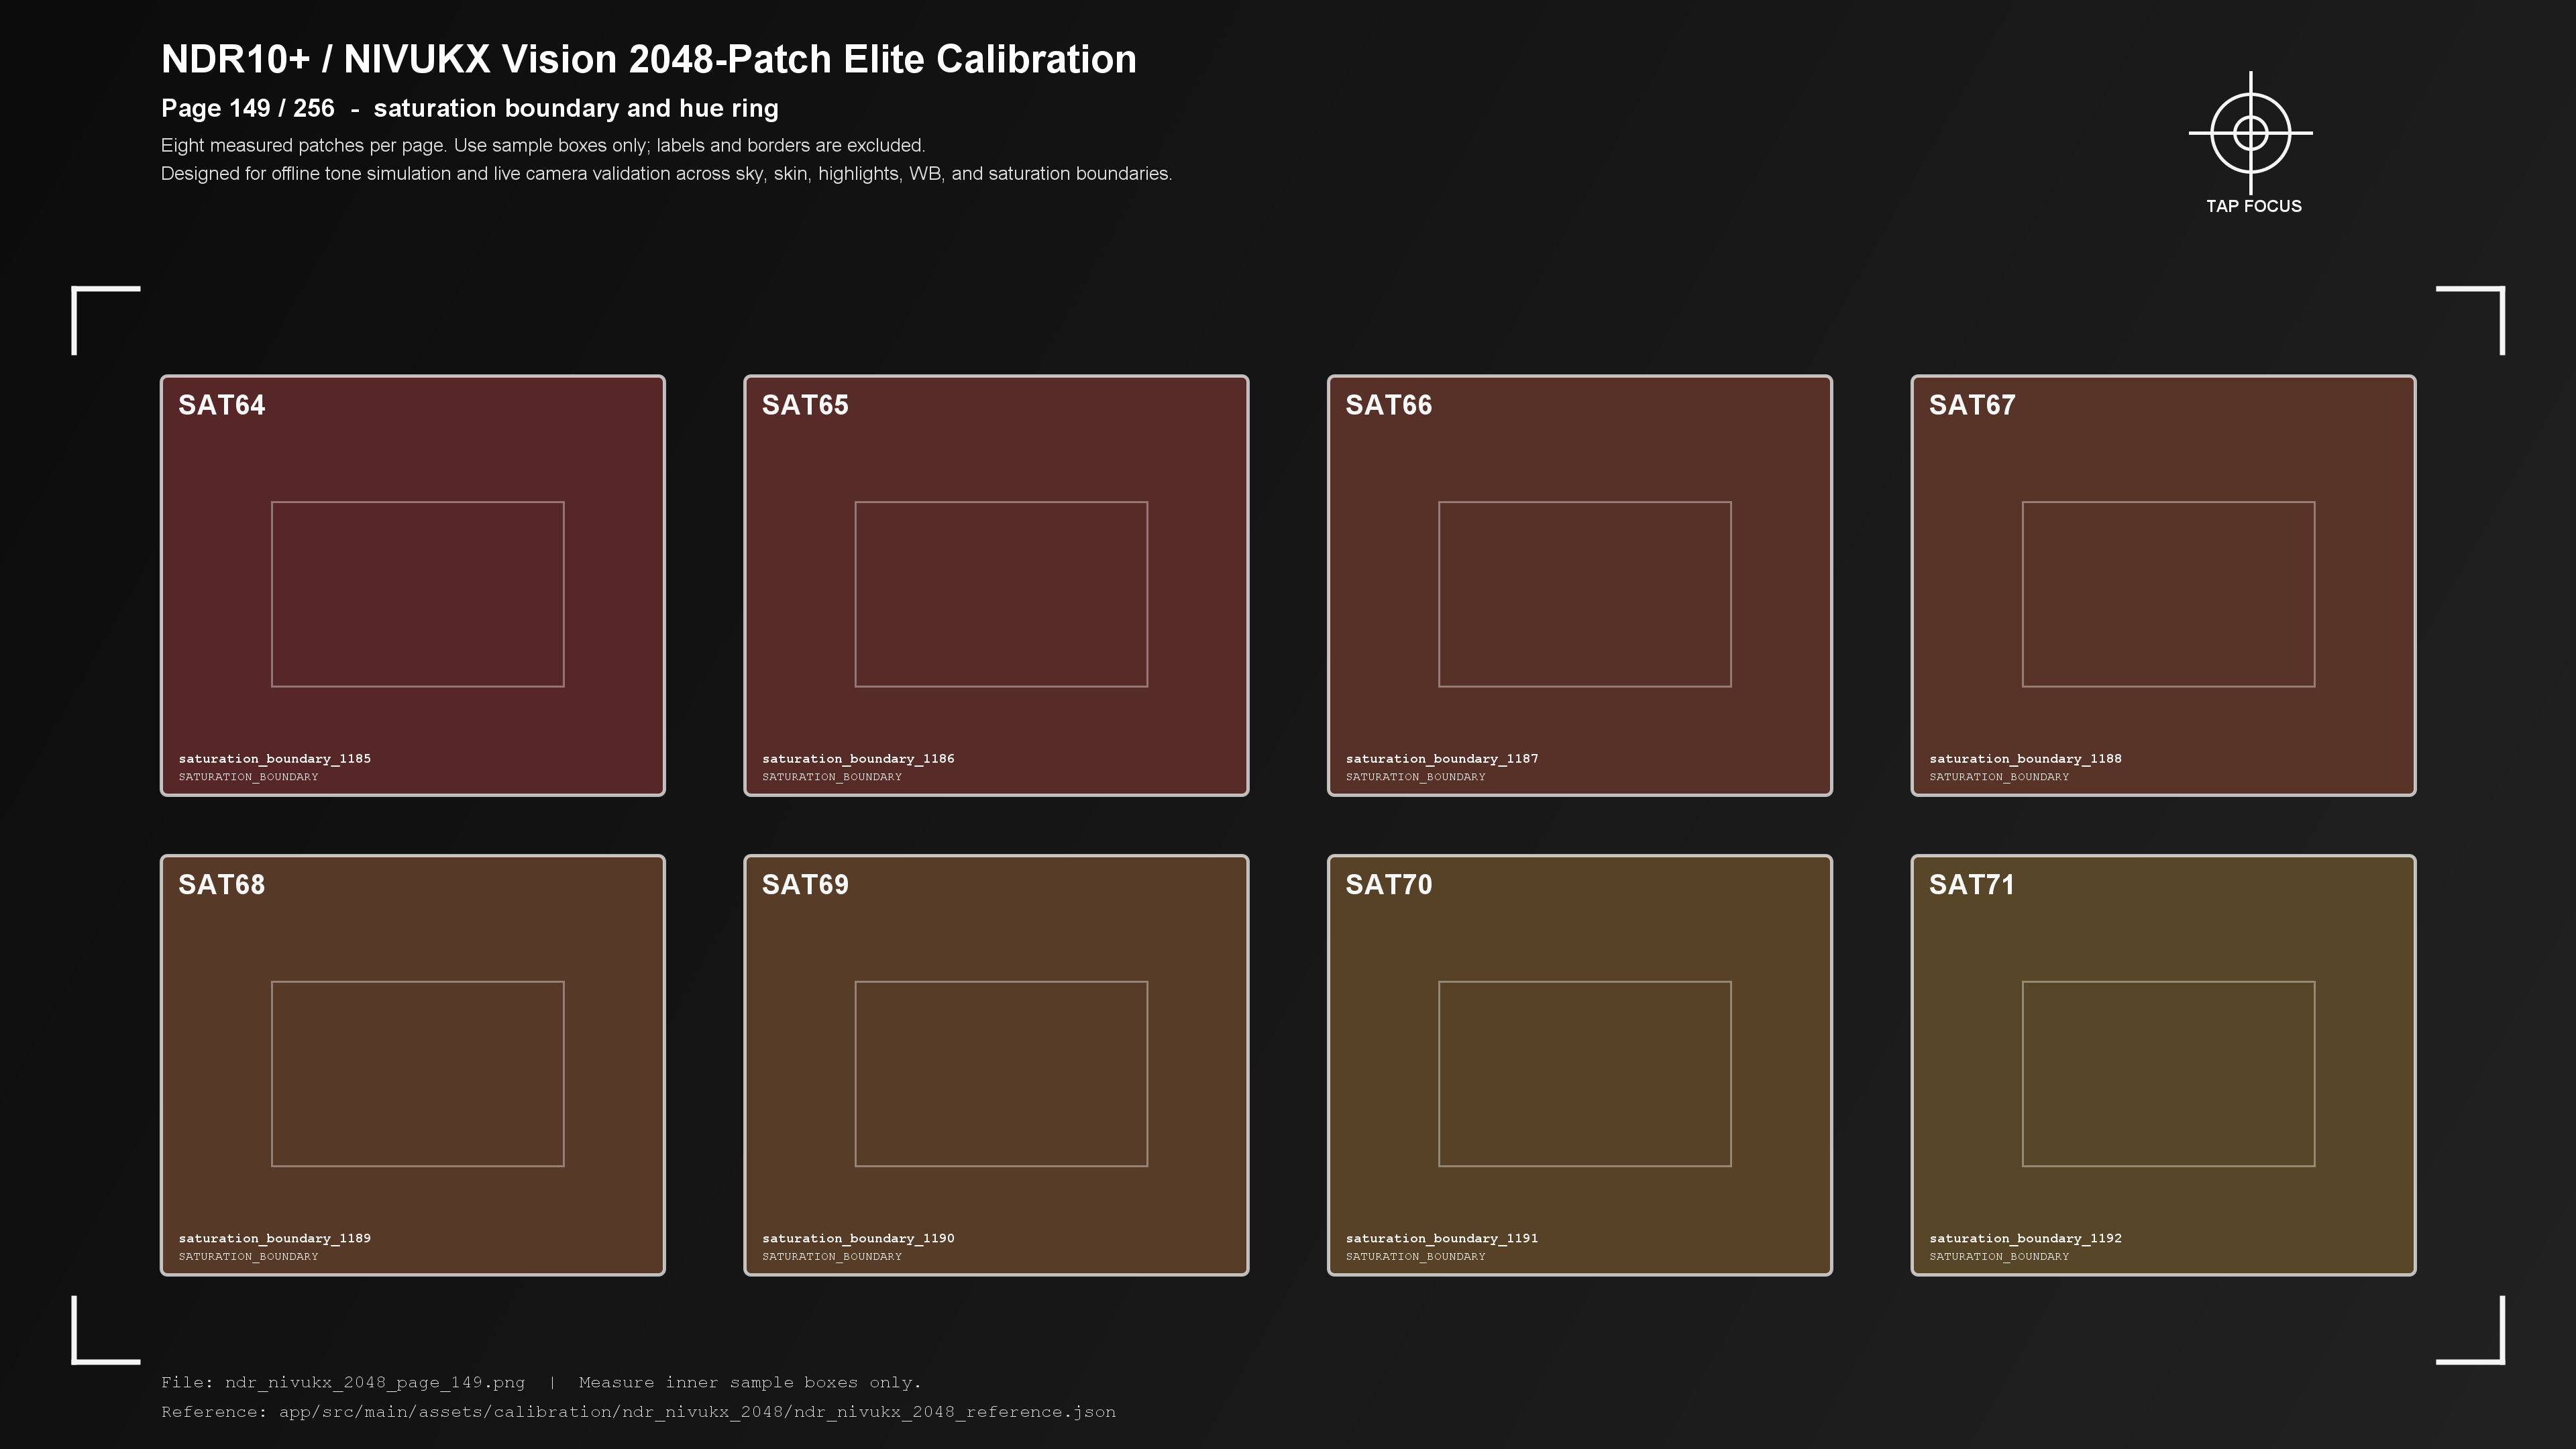 NDR10+ / NIVUKX Vision 2048-Patch Elite Calibration
Page 149 / 256 - saturation boundary and hue ring
Eight measured patches per page. Use sample boxes only; labels and borders are excluded.
Designed for offline tone simulation and live camera validation across sky, skin, highlights, WB, and saturation boundaries.
TAP FOCUS
SAT64
saturation_boundary_1185
SATURATION_BOUNDARY
SAT65
saturation_boundary_1186
SATURATION_BOUNDARY
SAT66
saturation_boundary_1187
SATURATION_BOUNDARY
SAT67
saturation_boundary_1188
SATURATION_BOUNDARY
SAT68
saturation_boundary_1189
SATURATION_BOUNDARY
SAT69
saturation_boundary_1190
SATURATION_BOUNDARY
SAT70
saturation_boundary_1191
SATURATION_BOUNDARY
SAT71
saturation_boundary_1192
SATURATION_BOUNDARY
File: ndr_nivukx_2048_page_149.png | Measure inner sample boxes only.
Reference: app/src/main/assets/calibration/ndr_nivukx_2048/ndr_nivukx_2048_reference.json